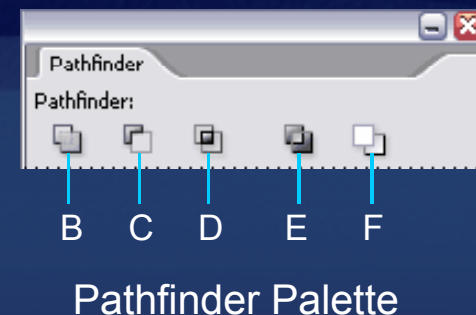 Pathfinder
Pathfinder:
B C D E F
Pathfinder Palette